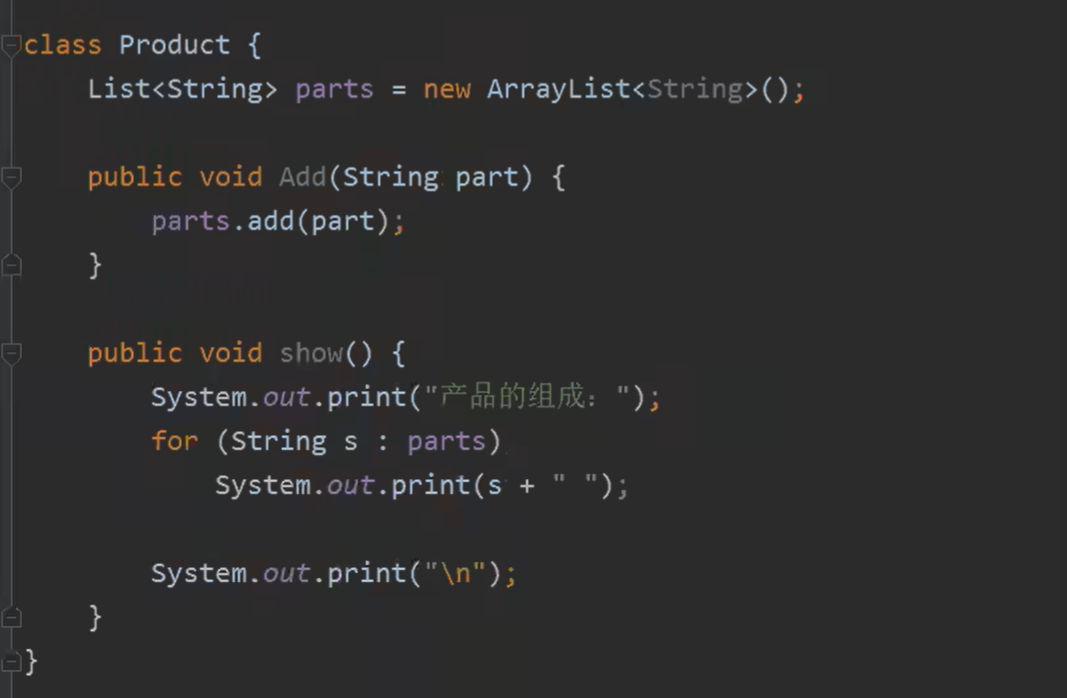 class Product {
    List<String> parts = new ArrayList<String>();
    public void Add(String part) {
        parts.add(part);
    }
    public void show() {
        System.out.print("产品的组成：");
        for (String s : parts)
            System.out.print(s + " ");
        System.out.print("\n");
    }
}